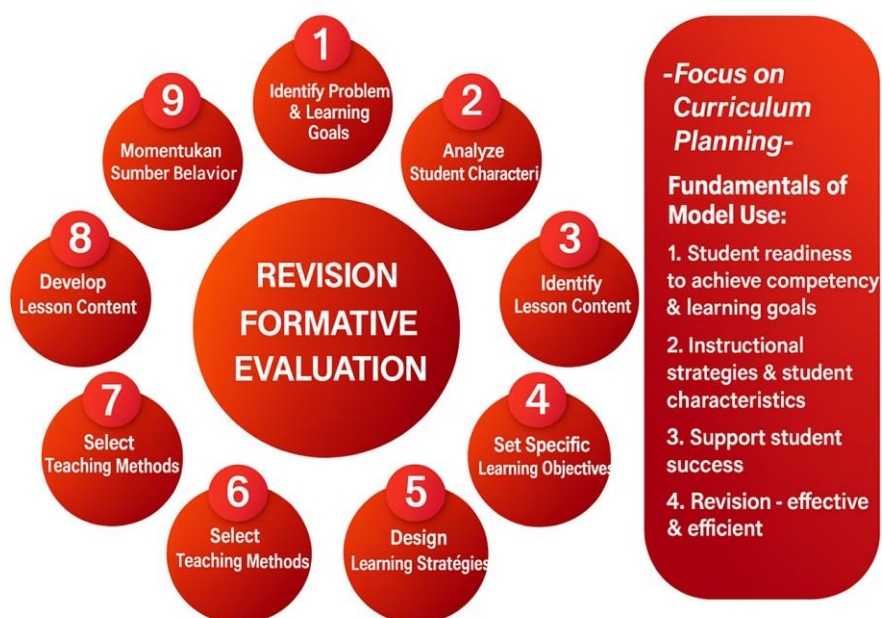 1
Identify Problem
& Learning
Goals
2
Analyze
Student Characteri
3
Identify
Lesson Content
4
Set Specific
Learning Objectives
5
Design
Learning Stratégies
6
Select
Teaching Methods
7
Select
Teaching Methods
8
Develop
Lesson Content
9
Momentukan
Sumber Belavior
REVISION
FORMATIVE
EVALUATION
-Focus on
Curriculum
Planning-
Fundamentals of
Model Use:
1. Student readiness
to achieve competency
& learning goals
2. Instructional
strategies & student
characteristics
3. Support student
success
4. Revision - effective
& efficient